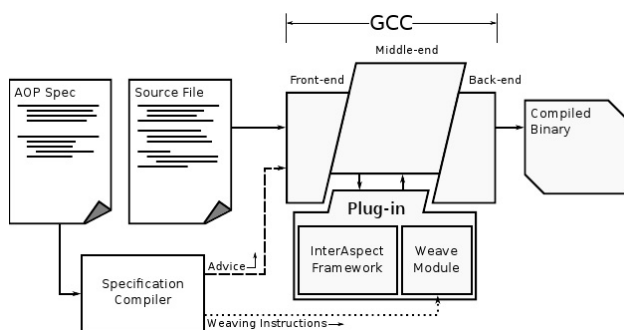 GCC
Middle-end
Front-end
Back-end
AOP Spec
Source File
Compiled
Binary
Plug-in
InterAspect
Framework
Weave
Module
Specification
Compiler
Advice
Weaving Instructions